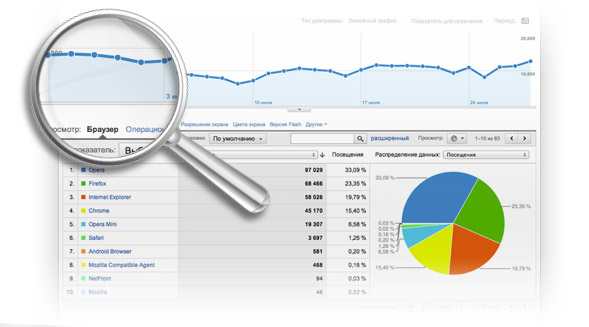 Тип диаграммы: Линейный график Показатель для сравнения Период:
20,000
10,000
3 и
10 июля 17 июля 24 июля
Разрешение экрана Цвета экрана Версия Flash Другое
смотр: Браузер Операцион
По умолчанию расширенный Просмотр: 1–10 из 83
оказатель: Посещения Распределение данных: Посещения
1. Opera 97 029 33,09 %
2. Firefox 68 466 23,35 %
3. Internet Explorer 58 026 19,79 %
4. Chrome 45 170 15,40 %
5. Opera Mini 19 307 6,58 %
6. Safari 3 697 1,26 %
7. Android Browser 581 0,20 %
8. Mozilla Compatible Agent 468 0,16 %
9. NetFront 94 0,03 %
10. Mozilla 46 0,02 %
33,09 %
23,35 %
0,03 %
0,02 %
0,16 %
0,20 %
1,26 %
6,58 %
15,40 %
19,79 %